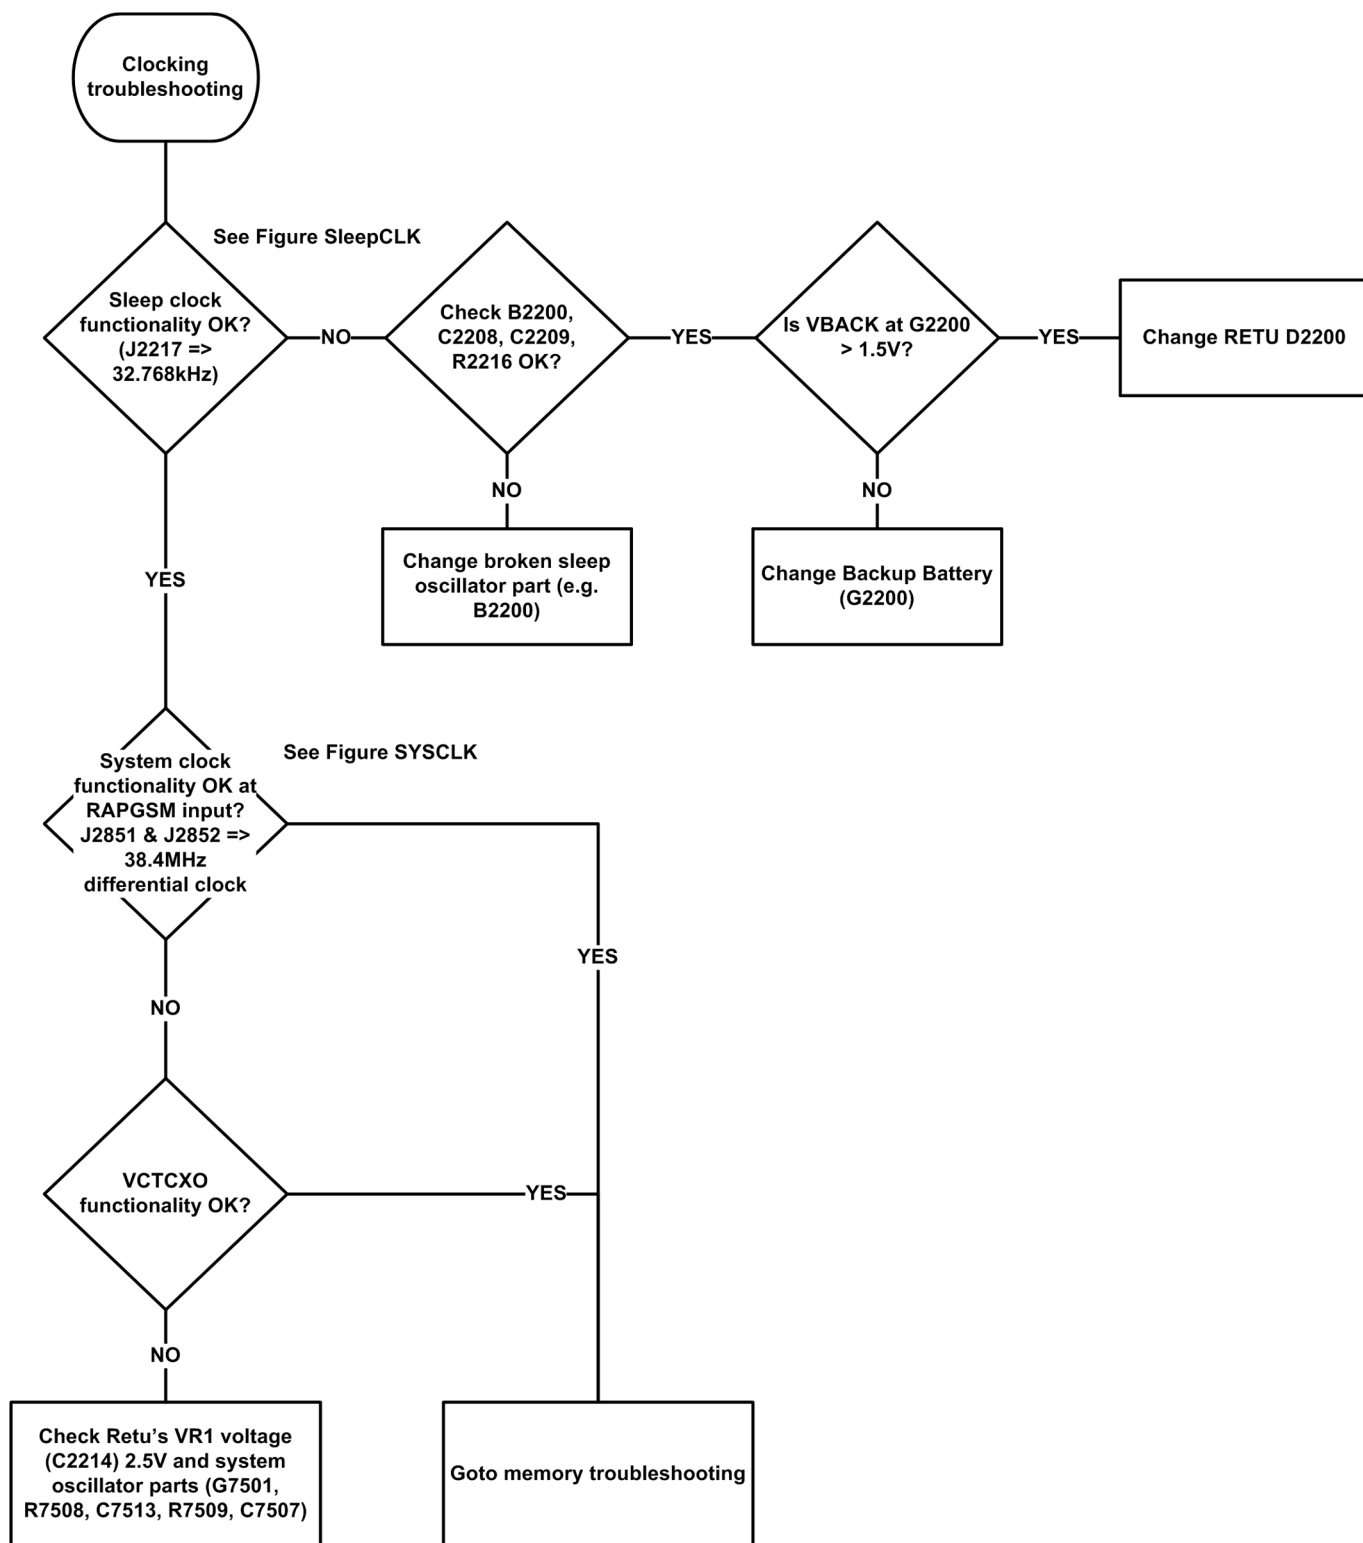 Clocking
troubleshooting
See Figure SleepCLK
Sleep clock
functionality OK?
(J2217 =>
32.768kHz)
NO
Check B2200,
C2208, C2209,
R2216 OK?
YES
Is VBACK at G2200
> 1.5V?
YES
Change RETU D2200
NO
NO
Change broken sleep
oscillator part (e.g.
B2200)
Change Backup Battery
(G2200)
YES
See Figure SYSCLK
System clock
functionality OK at
RAPGSM input?
J2851 & J2852 =>
38.4MHz
differential clock
YES
NO
VCTCXO
functionality OK?
YES
NO
Check Retu’s VR1 voltage
(C2214) 2.5V and system
oscillator parts (G7501,
R7508, C7513, R7509, C7507)
Goto memory troubleshooting